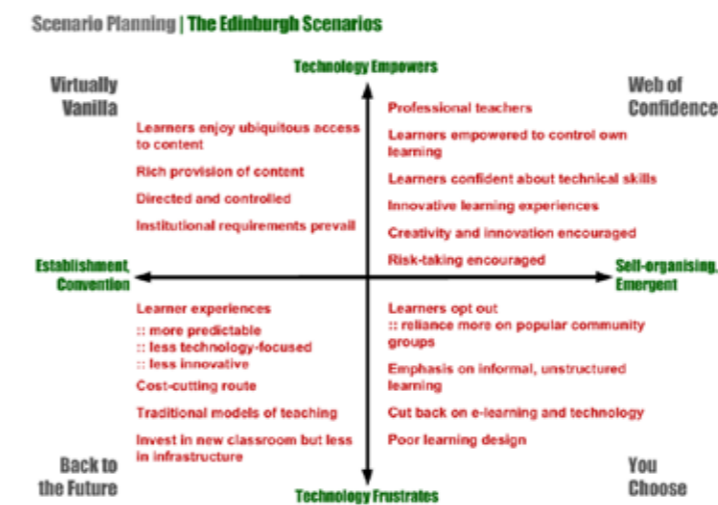 Scenario Planning | The Edinburgh Scenarios
Technology Empowers
Virtually
Vanilla
Web of
Confidence
Learners enjoy ubiquitous access
to content
Rich provision of content
Directed and controlled
Institutional requirements prevail
Professional teachers
Learners empowered to control own
learning
Learners confident about technical skills
Innovative learning experiences
Creativity and innovation encouraged
Risk-taking encouraged
Establishment,
Convention
Self-organising,
Emergent
Learner experiences
:: more predictable
:: less technology-focused
:: less innovative
Cost-cutting route
Traditional models of teaching
Invest in new classroom but less
in infrastructure
Learners opt out
:: reliance more on popular community
groups
Emphasis on informal, unstructured
learning
Cut back on e-learning and technology
Poor learning design
Back to
the Future
You
Choose
Technology Frustrates